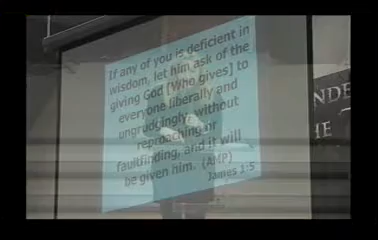 If any of you is deficient in
wisdom, let him ask of the
giving God [Who gives] to
everyone liberally and
ungrudgingly, without
reproaching or
faultfinding, and it will
be given him. (AMP)
James 1:5
NDE
THE